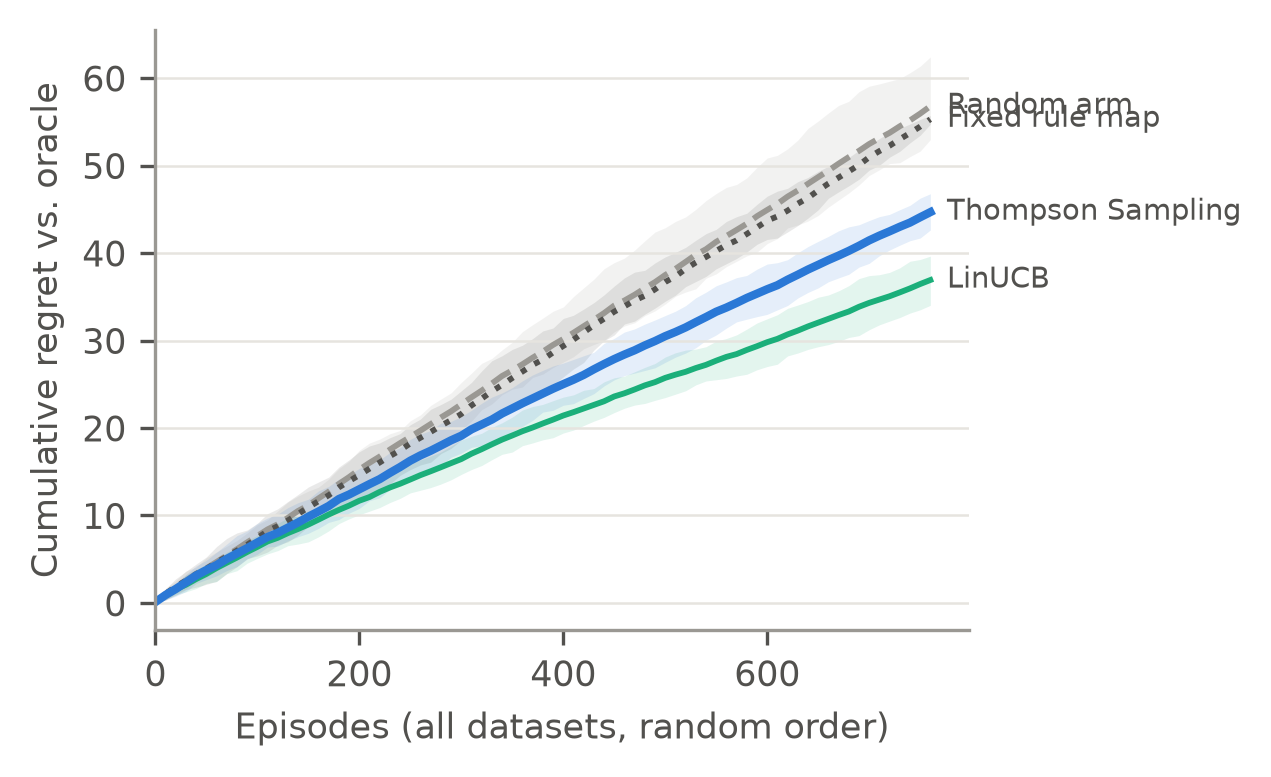 Cumulative regret vs. oracle
60
50
40
30
20
10
0
0 200 400 600
Episodes (all datasets, random order)
Random arm
Fixed rule map
Thompson Sampling
LinUCB